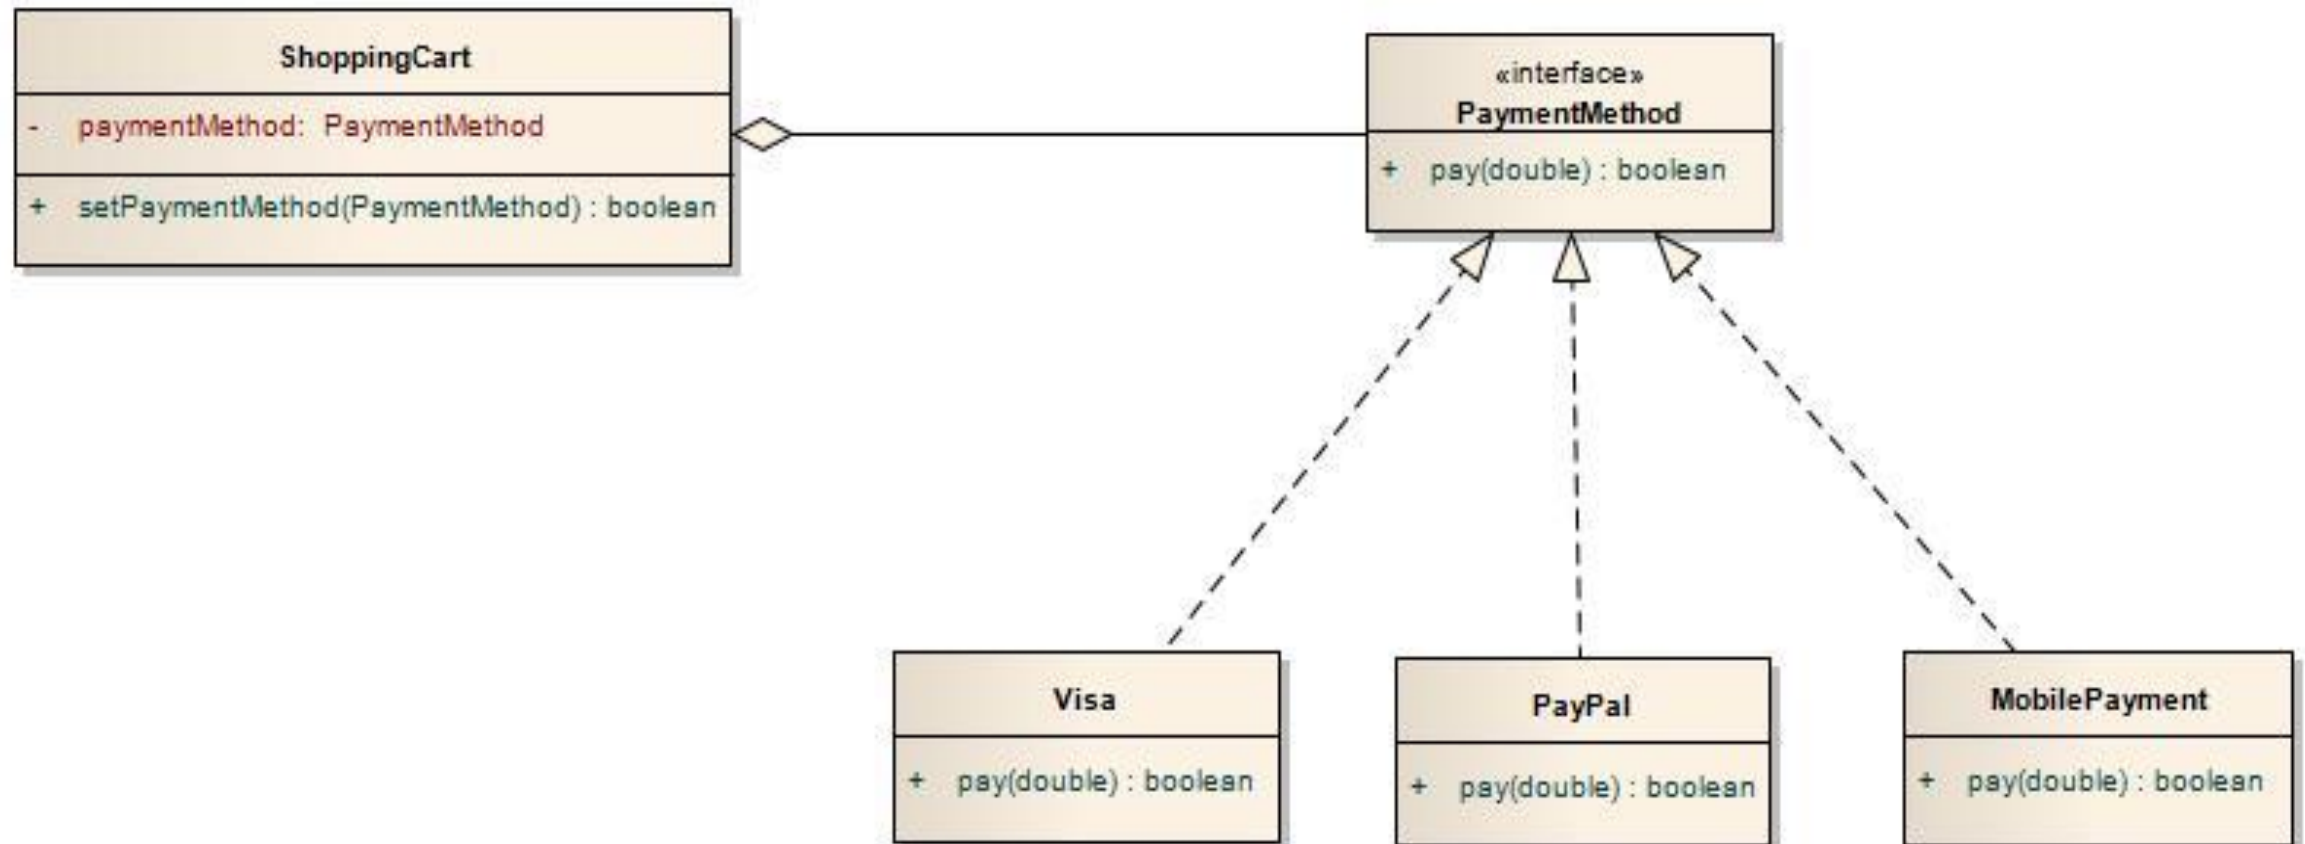 ShoppingCart
- paymentMethod: PaymentMethod
+ setPaymentMethod(PaymentMethod) : boolean
«interface»
PaymentMethod
+ pay(double) : boolean
Visa
+ pay(double) : boolean
PayPal
+ pay(double) : boolean
MobilePayment
+ pay(double) : boolean